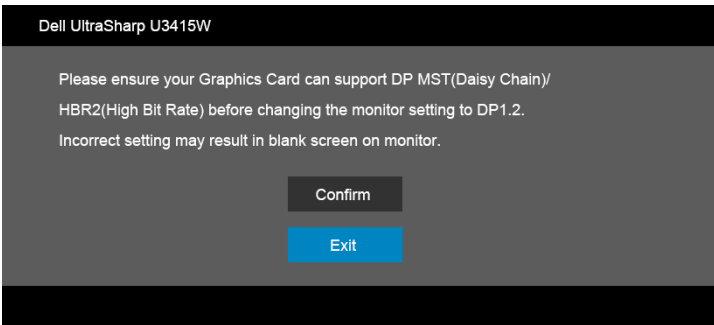 Dell UltraSharp U3415W
Please ensure your Graphics Card can support DP MST(Daisy Chain)/
HBR2(High Bit Rate) before changing the monitor setting to DP1.2.
Incorrect setting may result in blank screen on monitor.
Confirm
Exit